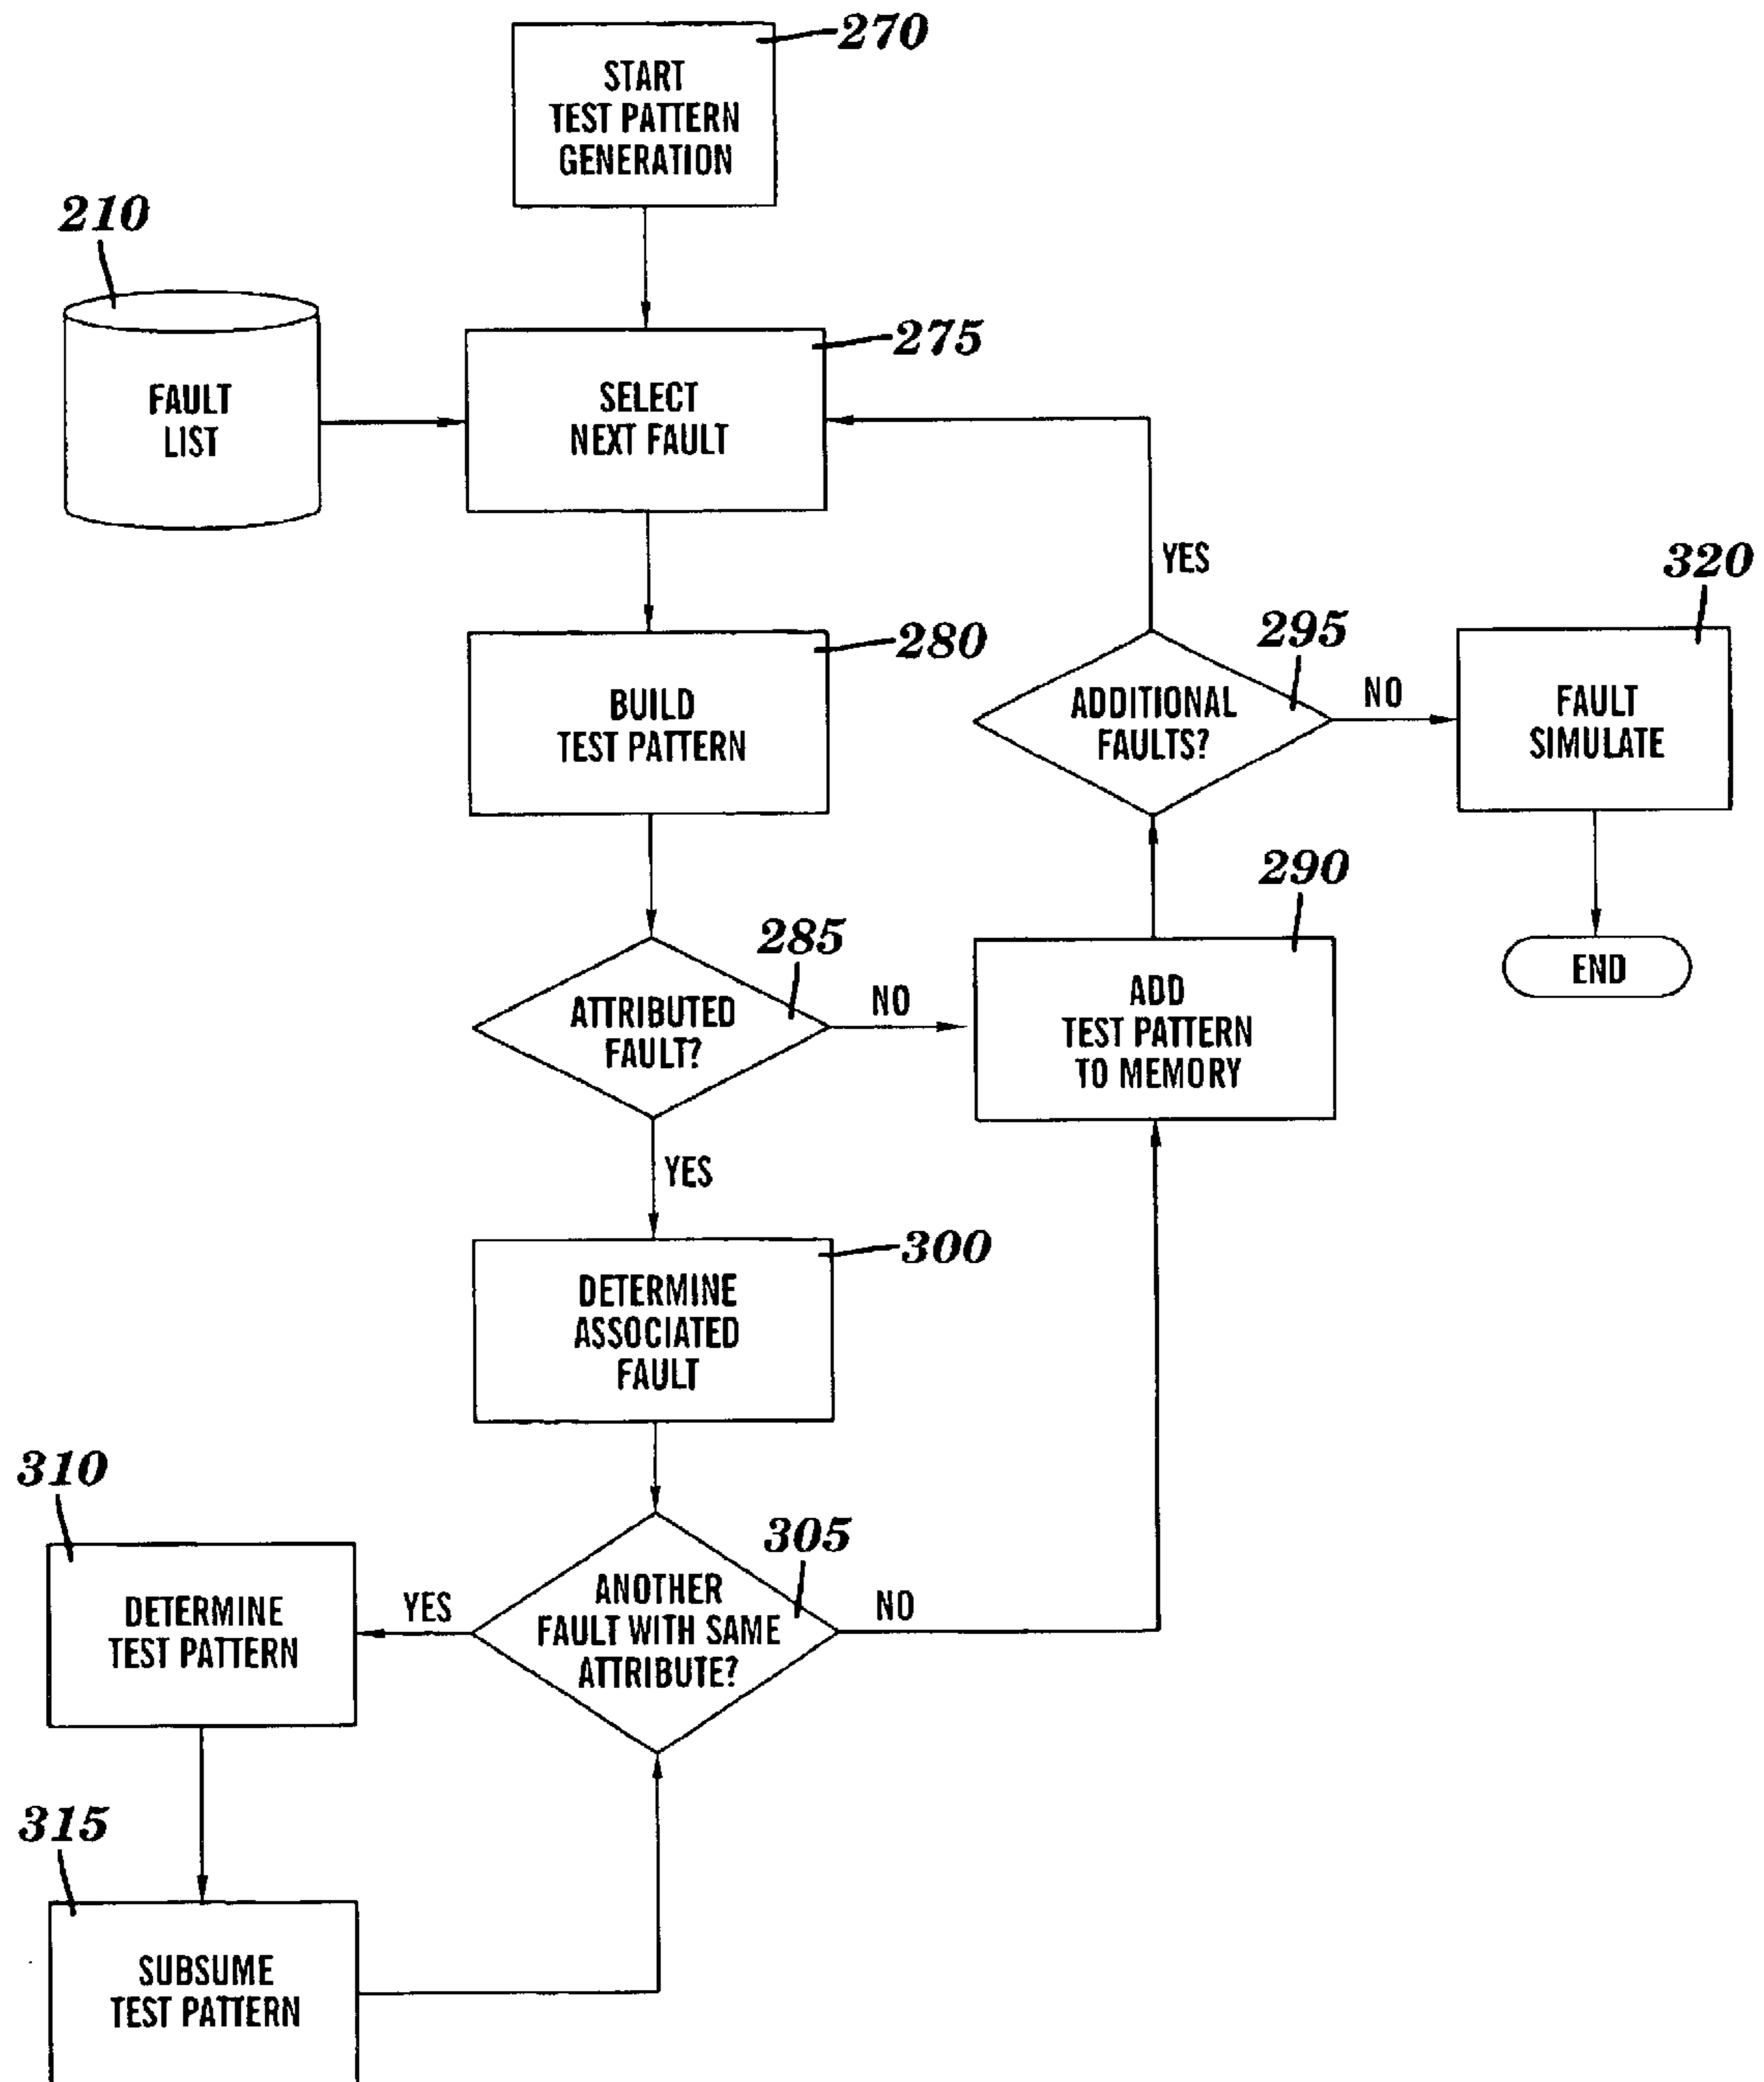 270
START
TEST PATTERN
GENERATION
210
FAULT
LIST
275
SELECT
NEXT FAULT
YES
320
280
BUILD
TEST PATTERN
295
ADDITIONAL
FAULTS?
NO
FAULT
SIMULATE
285
ATTRIBUTED
FAULT?
NO
290
ADD
TEST PATTERN
TO MEMORY
END
YES
300
DETERMINE
ASSOCIATED
FAULT
310
DETERMINE
TEST PATTERN
YES
305
ANOTHER
FAULT WITH SAME
ATTRIBUTE?
NO
315
SUBSUME
TEST PATTERN